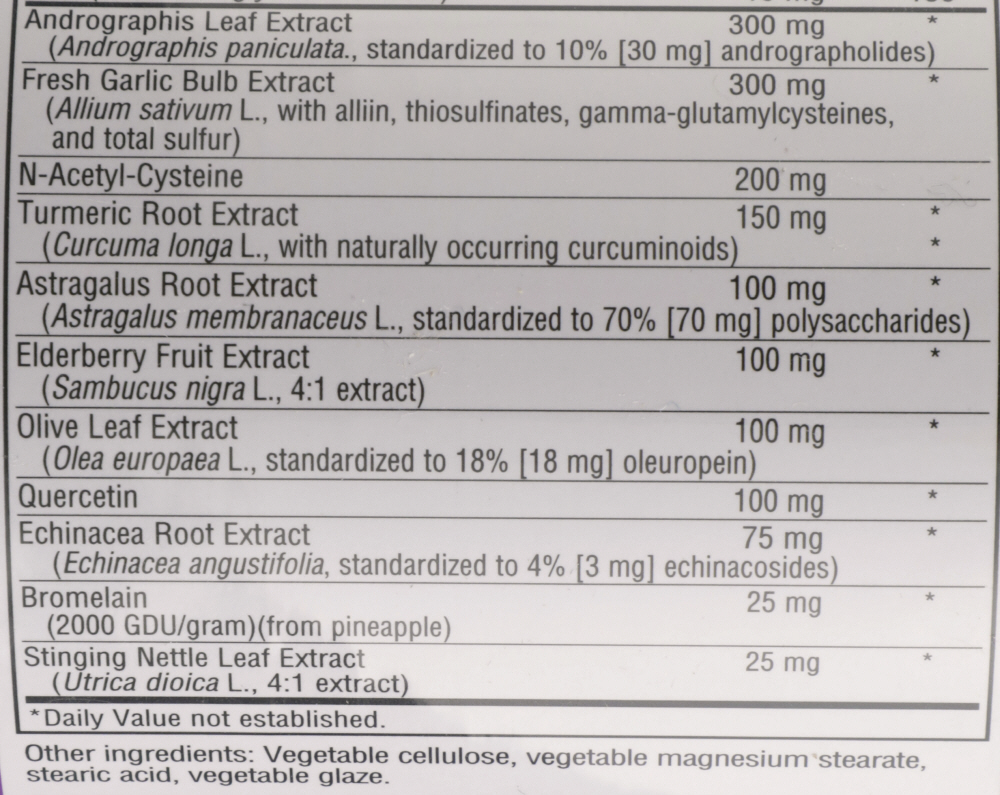 Andrographis Leaf Extract 300 mg *
(Andrographis paniculata., standardized to 10% [30 mg] andrographolides)
Fresh Garlic Bulb Extract 300 mg *
(Allium sativum L., with alliin, thiosulfinates, gamma-glutamylcysteines,
and total sulfur)
N-Acetyl-Cysteine 200 mg
Turmeric Root Extract 150 mg *
(Curcuma longa L., with naturally occurring curcuminoids) *
Astragalus Root Extract 100 mg *
(Astragalus membranaceus L., standardized to 70% [70 mg] polysaccharides)
Elderberry Fruit Extract 100 mg *
(Sambucus nigra L., 4:1 extract)
Olive Leaf Extract 100 mg *
(Olea europaea L., standardized to 18% [18 mg] oleuropein)
Quercetin 100 mg *
Echinacea Root Extract 75 mg *
(Echinacea angustifolia, standardized to 4% [3 mg] echinacosides)
Bromelain 25 mg *
(2000 GDU/gram)(from pineapple)
Stinging Nettle Leaf Extract 25 mg *
(Utrica dioica L., 4:1 extract)
*Daily Value not established.
Other ingredients: Vegetable cellulose, vegetable magnesium stearate,
stearic acid, vegetable glaze.